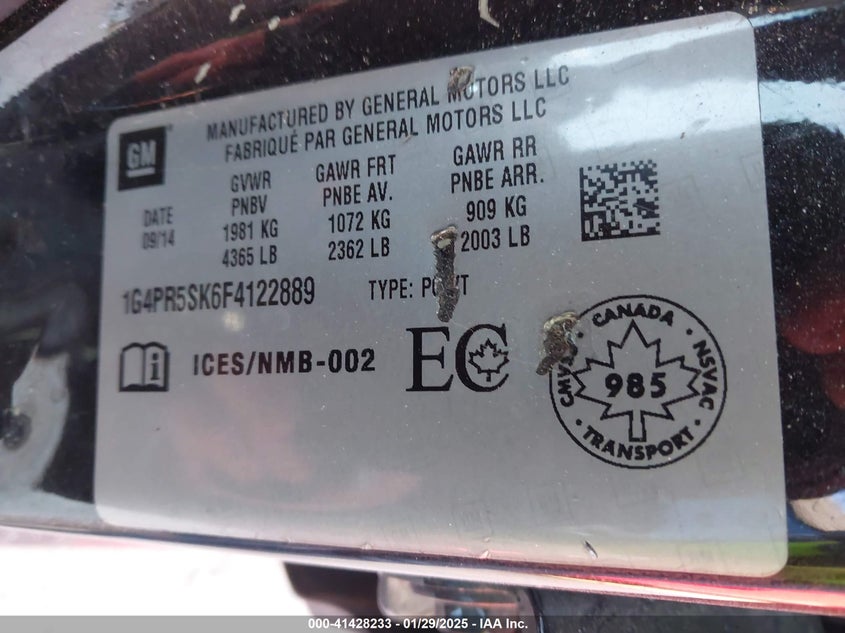 GM
MANUFACTURED BY GENERAL MOTORS LLC
FABRIQUÉ PAR GENERAL MOTORS LLC
DATE
09/14
GVWR
PNBV
1981 KG
4365 LB
GAWR FRT
PNBE AV.
1072 KG
2362 LB
GAWR RR
PNBE ARR.
909 KG
2003 LB
1G4PR5SK6F4122889
TYPE:
ICES/NMB-002
EC
CANADA
NSVAC
TRANSPORT
985
000-41428233 - 01/29/2025 - IAA Inc.